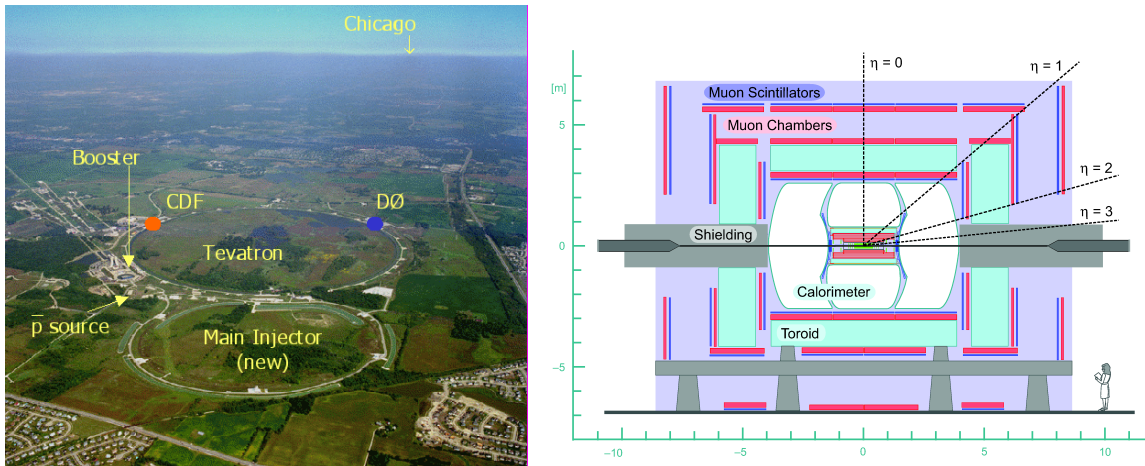 Chicago
Booster
CDF
DØ
Tevatron
p̅ source
Main Injector
(new)
[m]
5
0
−5
−10
−5
0
5
10
η = 0
η = 1
η = 2
η = 3
Muon Scintillators
Muon Chambers
Shielding
Calorimeter
Toroid